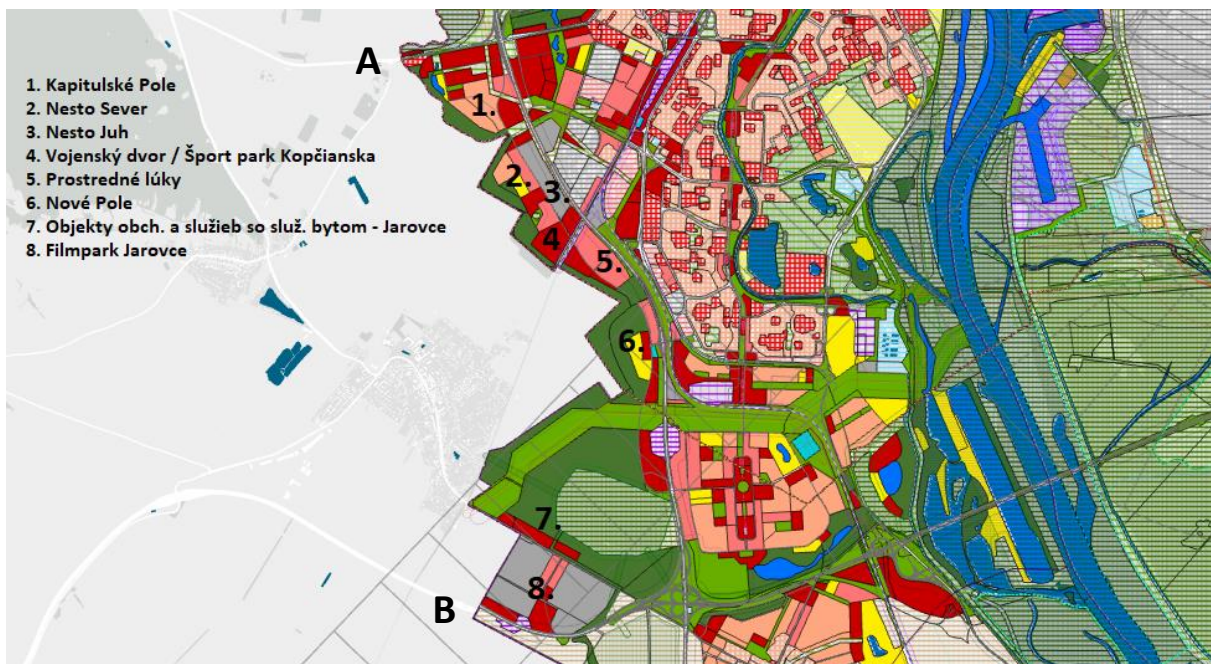 A
1. Kapitulské Pole
2. Nesto Sever
3. Nesto Juh
4. Vojenský dvor / Šport park Kopčianska
5. Prostredné lúky
6. Nové Pole
7. Objekty obch. a služieb so služ. bytom - Jarovce
8. Filmpark Jarovce
1.
2.
3.
4
5.
6.
7.
8.
B